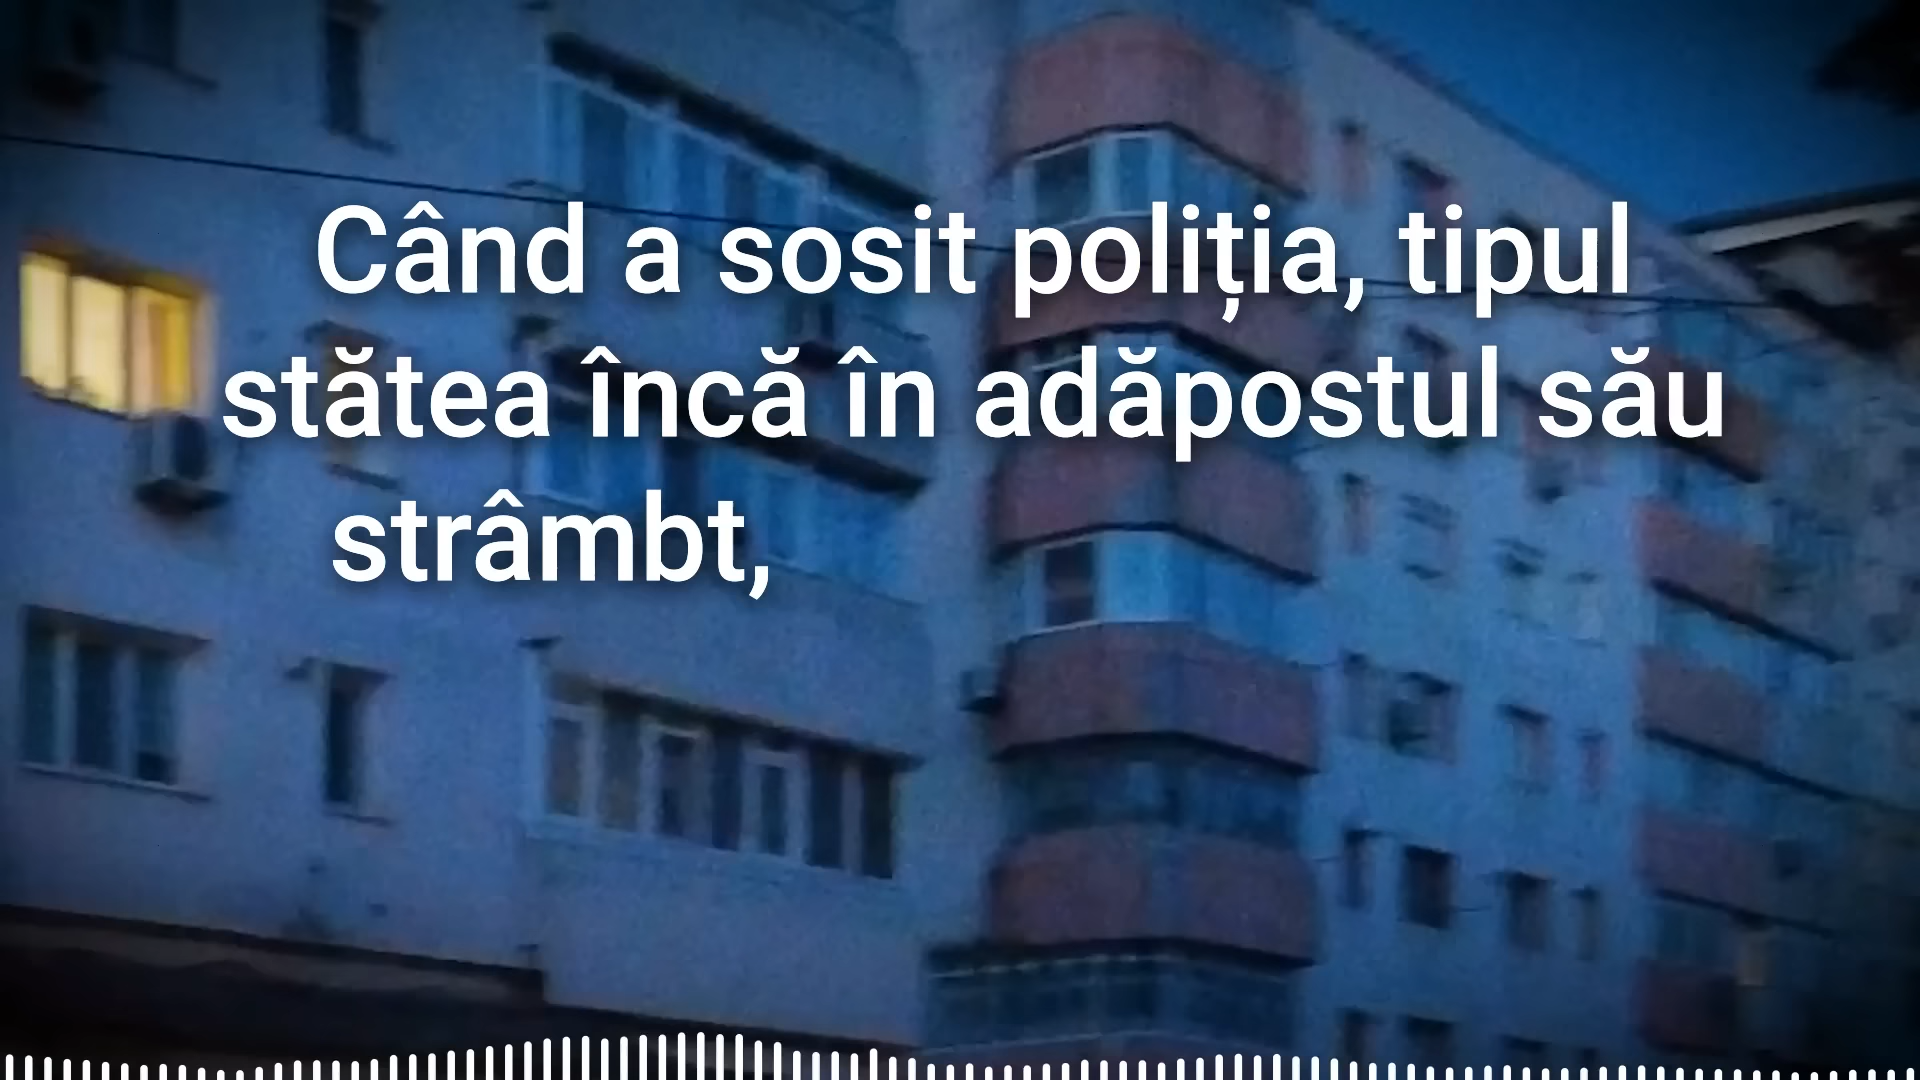 Când a sosit poliția, tipul
stătea încă în adăpostul său
strâmbt,